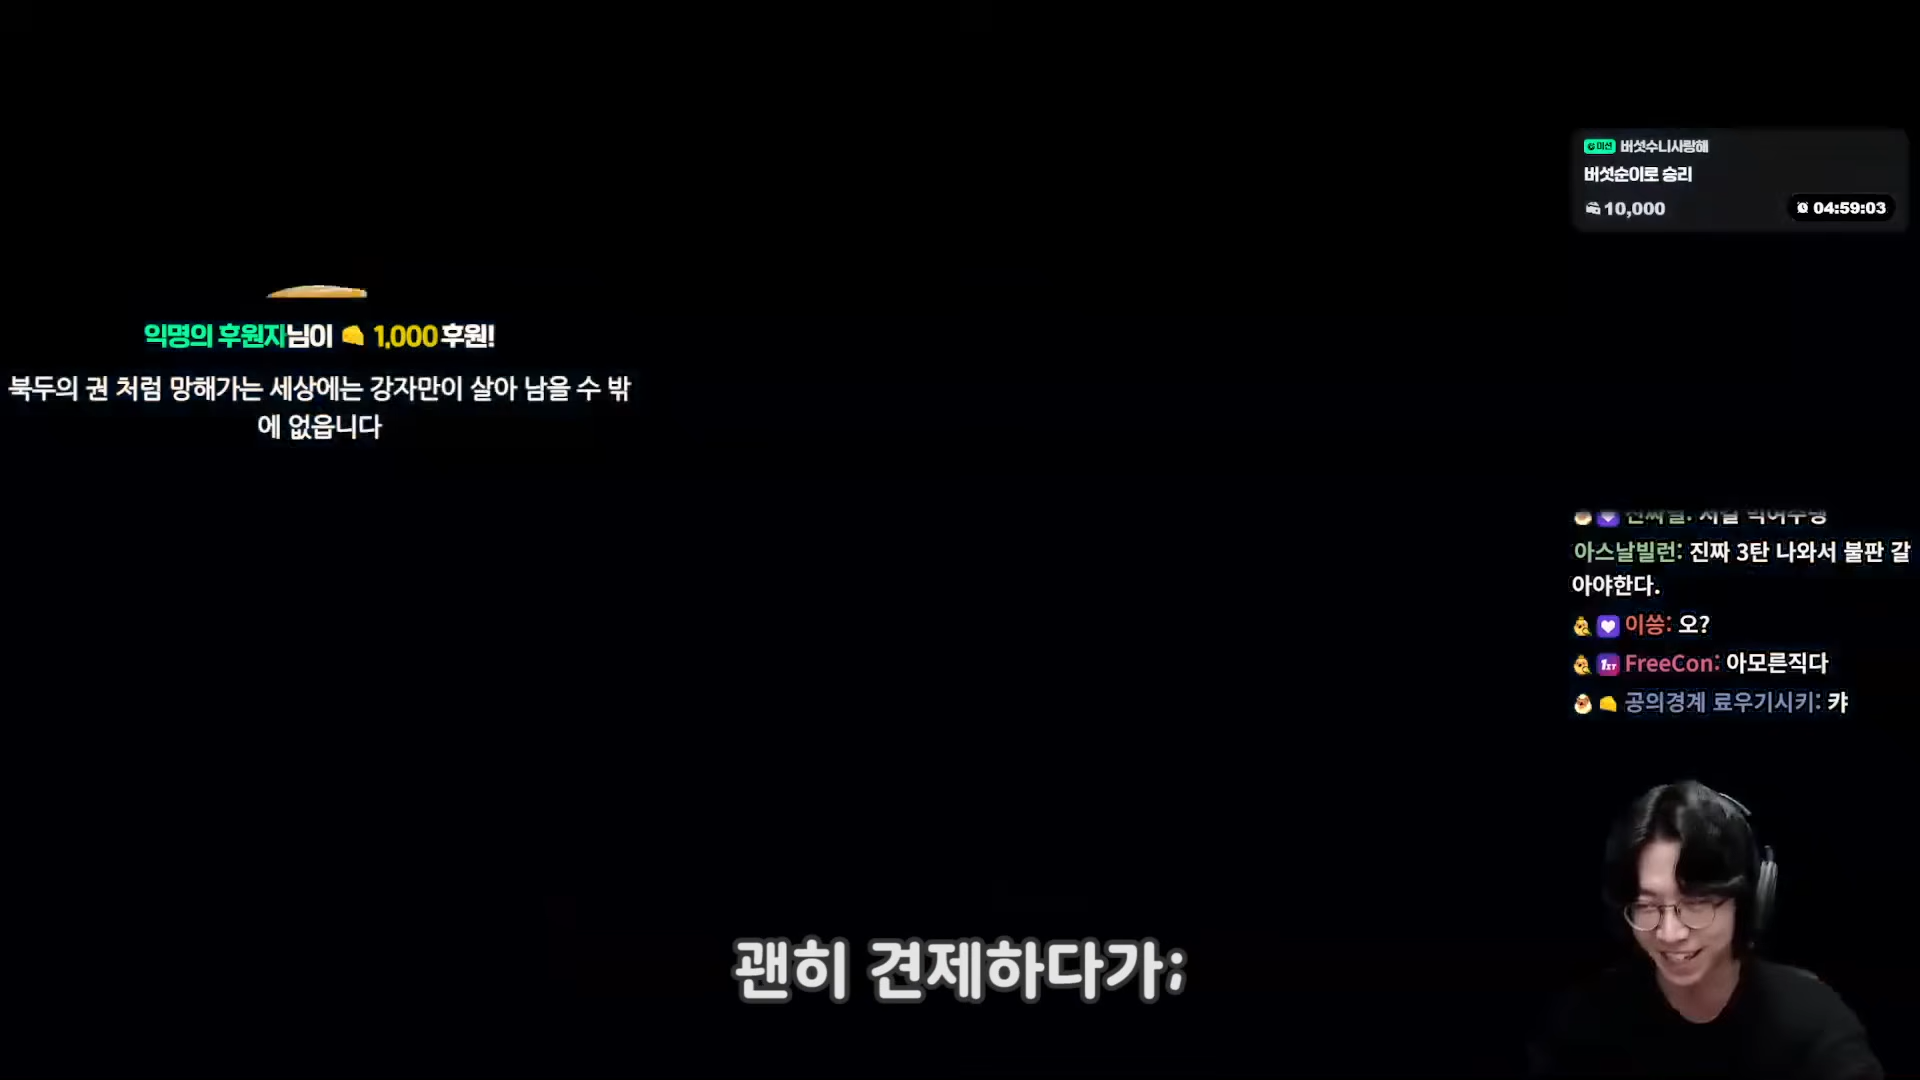 미션 버섯수니사랑해
버섯순이로 승리
10,000
04:59:03
익명의 후원자님이 1,000 후원!
북두의 권 처럼 망해가는 세상에는 강자만이 살아 남을 수 밖
에 없읍니다
아스날빌런: 진짜 3탄 나와서 불판 갈
아야한다.
이쏭: 오?
1ST FreeCon: 아모른직다
공의경계 료우기시키: 캬
괜히 견제하다가;